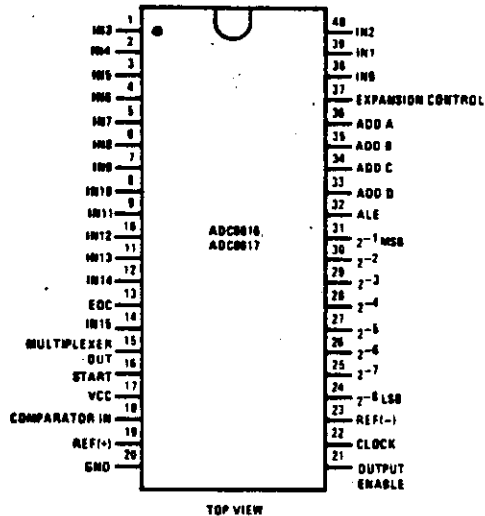 1 IN3
2 IN4
3 IN5
4 IN6
5 IN7
6 IN8
7 IN9
8 IN10
9 IN11
10 IN12
11 IN13
12 IN14
13 EOC
14 IN15
15 MULTIPLEXER OUT
16 START
17 VCC
18 COMPARATOR IN
19 REF(+)
20 GND
ADC0816,
ADC0817
40 IN2
39 IN1
38 IN0
37 EXPANSION CONTROL
36 ADD A
35 ADD B
34 ADD C
33 ADD D
32 ALE
31 2⁻¹ MSB
30 2⁻²
29 2⁻³
28 2⁻⁴
27 2⁻⁵
26 2⁻⁶
25 2⁻⁷
24 2⁻⁸ LSB
23 REF(−)
22 CLOCK
21 OUTPUT
ENABLE
TOP VIEW